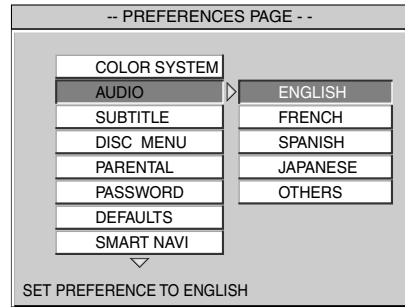 -- PREFERENCES PAGE - -
COLOR SYSTEM
AUDIO
SUBTITLE
DISC MENU
PARENTAL
PASSWORD
DEFAULTS
SMART NAVI
ENGLISH
FRENCH
SPANISH
JAPANESE
OTHERS
SET PREFERENCE TO ENGLISH